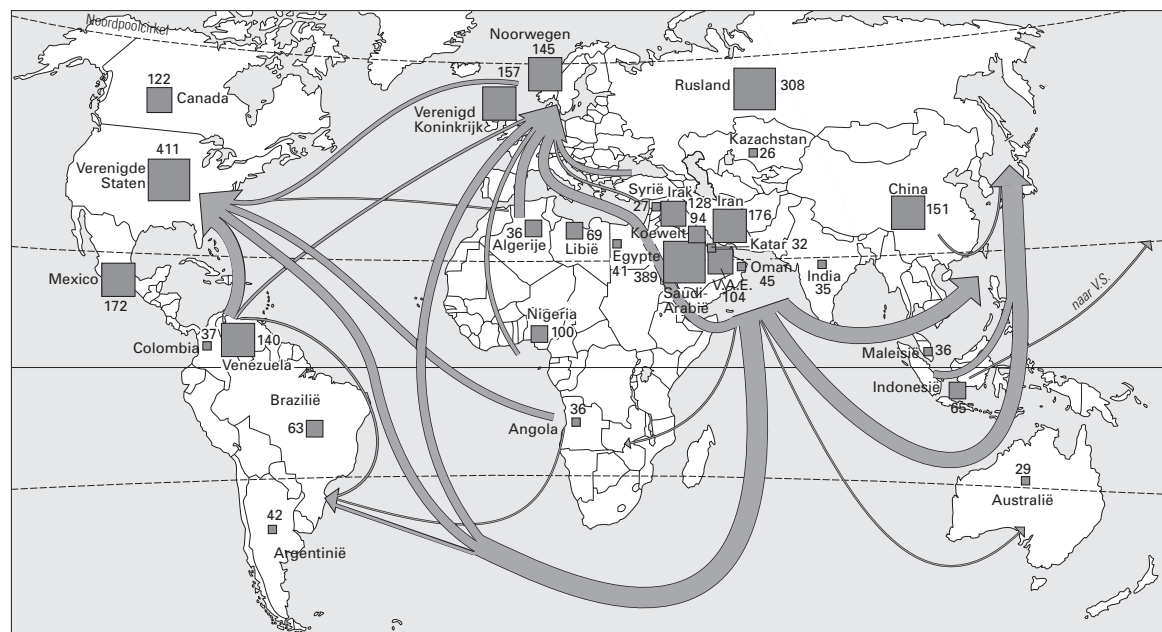 Noordpoolcirkel
Noorwegen
145
157
Verenigd
Koninkrijk
122
Canada
411
Verenigde
Staten
Mexico
172
Rusland
308
Kazachstan
26
China
151
Syrië
27
Irak
128
Iran
176
94
Koeweit
Katar 32
36
Algerije
69
Libië
Egypte
41
389
Saudi-
Arabië
V.A.E.
104
Oman
45
India
35
naar V.S.
Nigeria
100
37
Colombia
140
Venezuela
Maleisië
36
Indonesië
65
Brazilië
63
36
Angola
29
Australië
42
Argentinië